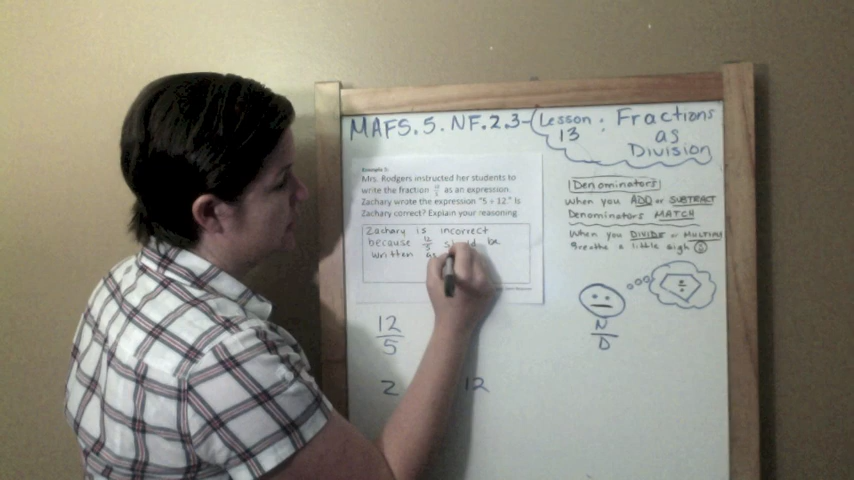 MAFS.5.NF.2.3- Lesson 13: Fractions
as
Division
Example 3:
Mrs. Rodgers instructed her students to
write the fraction 12/5 as an expression.
Zachary wrote the expression "5 ÷ 12." Is
Zachary correct? Explain your reasoning
Zachary is incorrect
because 12/5 should be
written as
12
5
2
12
Denominators
When you ADD or SUBTRACT
Denominators MATCH
When you DIVIDE or MULTIPLY
Breathe a little sigh
N
D